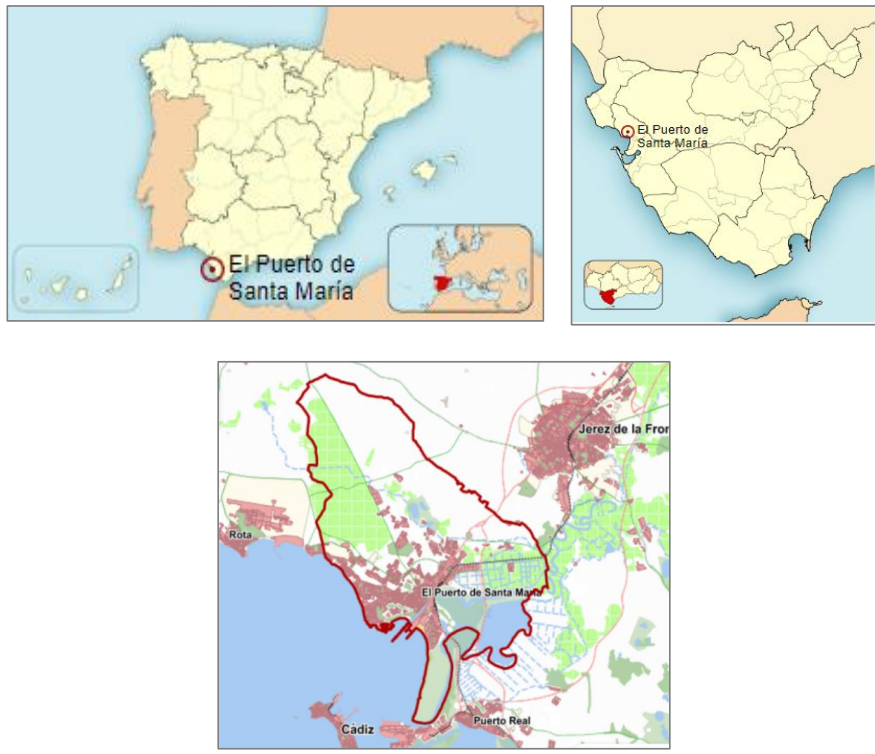 El Puerto de
Santa María
El Puerto de
Santa María
Jerez de la Fron
Rota
El Puerto de Santa María
Cádiz
Puerto Real